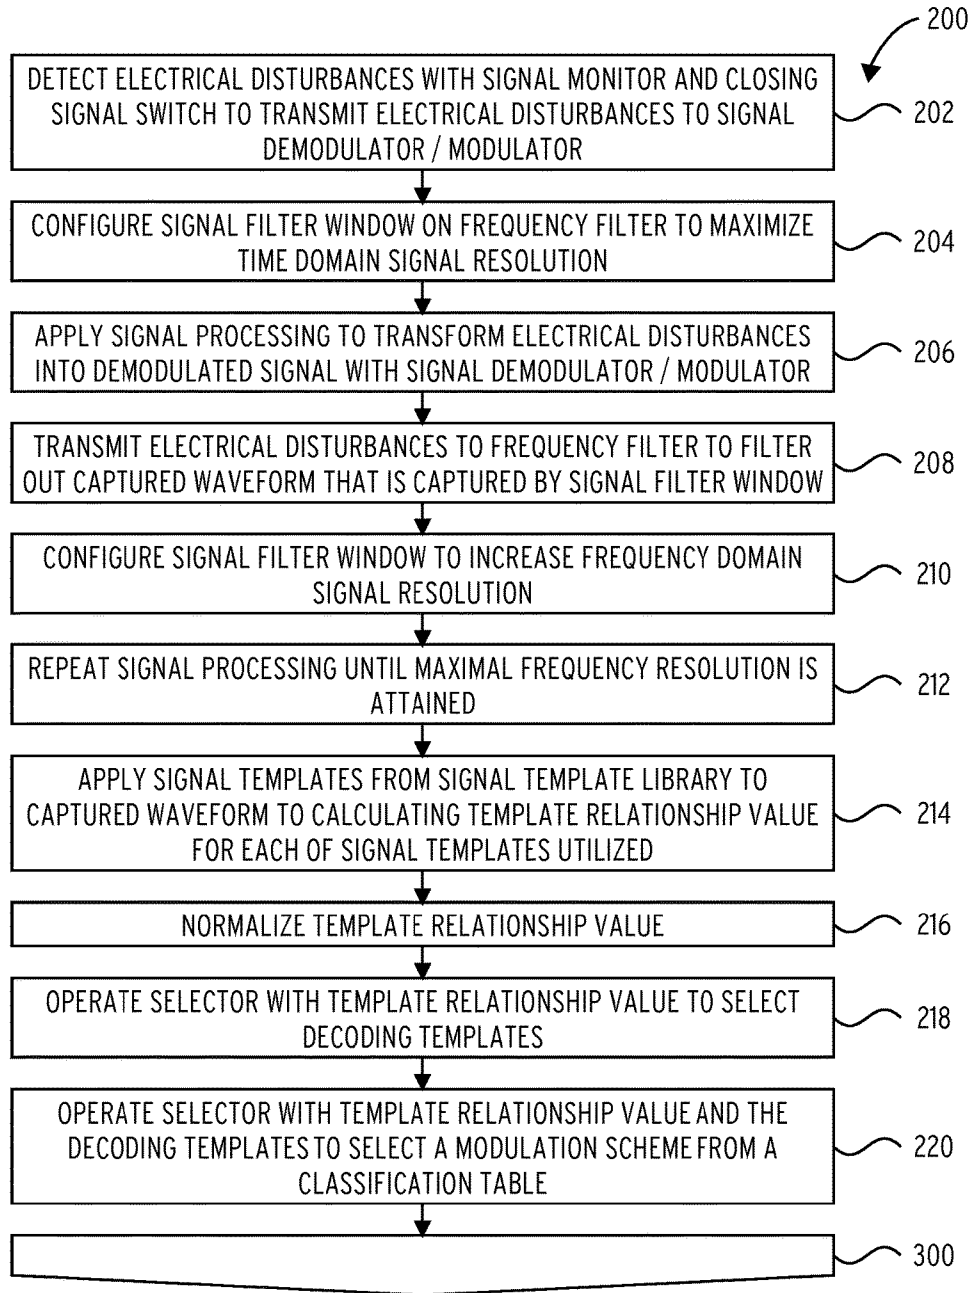 200
DETECT ELECTRICAL DISTURBANCES WITH SIGNAL MONITOR AND CLOSING
SIGNAL SWITCH TO TRANSMIT ELECTRICAL DISTURBANCES TO SIGNAL
DEMODULATOR / MODULATOR
202
CONFIGURE SIGNAL FILTER WINDOW ON FREQUENCY FILTER TO MAXIMIZE
TIME DOMAIN SIGNAL RESOLUTION
204
APPLY SIGNAL PROCESSING TO TRANSFORM ELECTRICAL DISTURBANCES
INTO DEMODULATED SIGNAL WITH SIGNAL DEMODULATOR / MODULATOR
206
TRANSMIT ELECTRICAL DISTURBANCES TO FREQUENCY FILTER TO FILTER
OUT CAPTURED WAVEFORM THAT IS CAPTURED BY SIGNAL FILTER WINDOW
208
CONFIGURE SIGNAL FILTER WINDOW TO INCREASE FREQUENCY DOMAIN
SIGNAL RESOLUTION
210
REPEAT SIGNAL PROCESSING UNTIL MAXIMAL FREQUENCY RESOLUTION IS
ATTAINED
212
APPLY SIGNAL TEMPLATES FROM SIGNAL TEMPLATE LIBRARY TO
CAPTURED WAVEFORM TO CALCULATING TEMPLATE RELATIONSHIP VALUE
FOR EACH OF SIGNAL TEMPLATES UTILIZED
214
NORMALIZE TEMPLATE RELATIONSHIP VALUE
216
OPERATE SELECTOR WITH TEMPLATE RELATIONSHIP VALUE TO SELECT
DECODING TEMPLATES
218
OPERATE SELECTOR WITH TEMPLATE RELATIONSHIP VALUE AND THE
DECODING TEMPLATES TO SELECT A MODULATION SCHEME FROM A
CLASSIFICATION TABLE
220
300